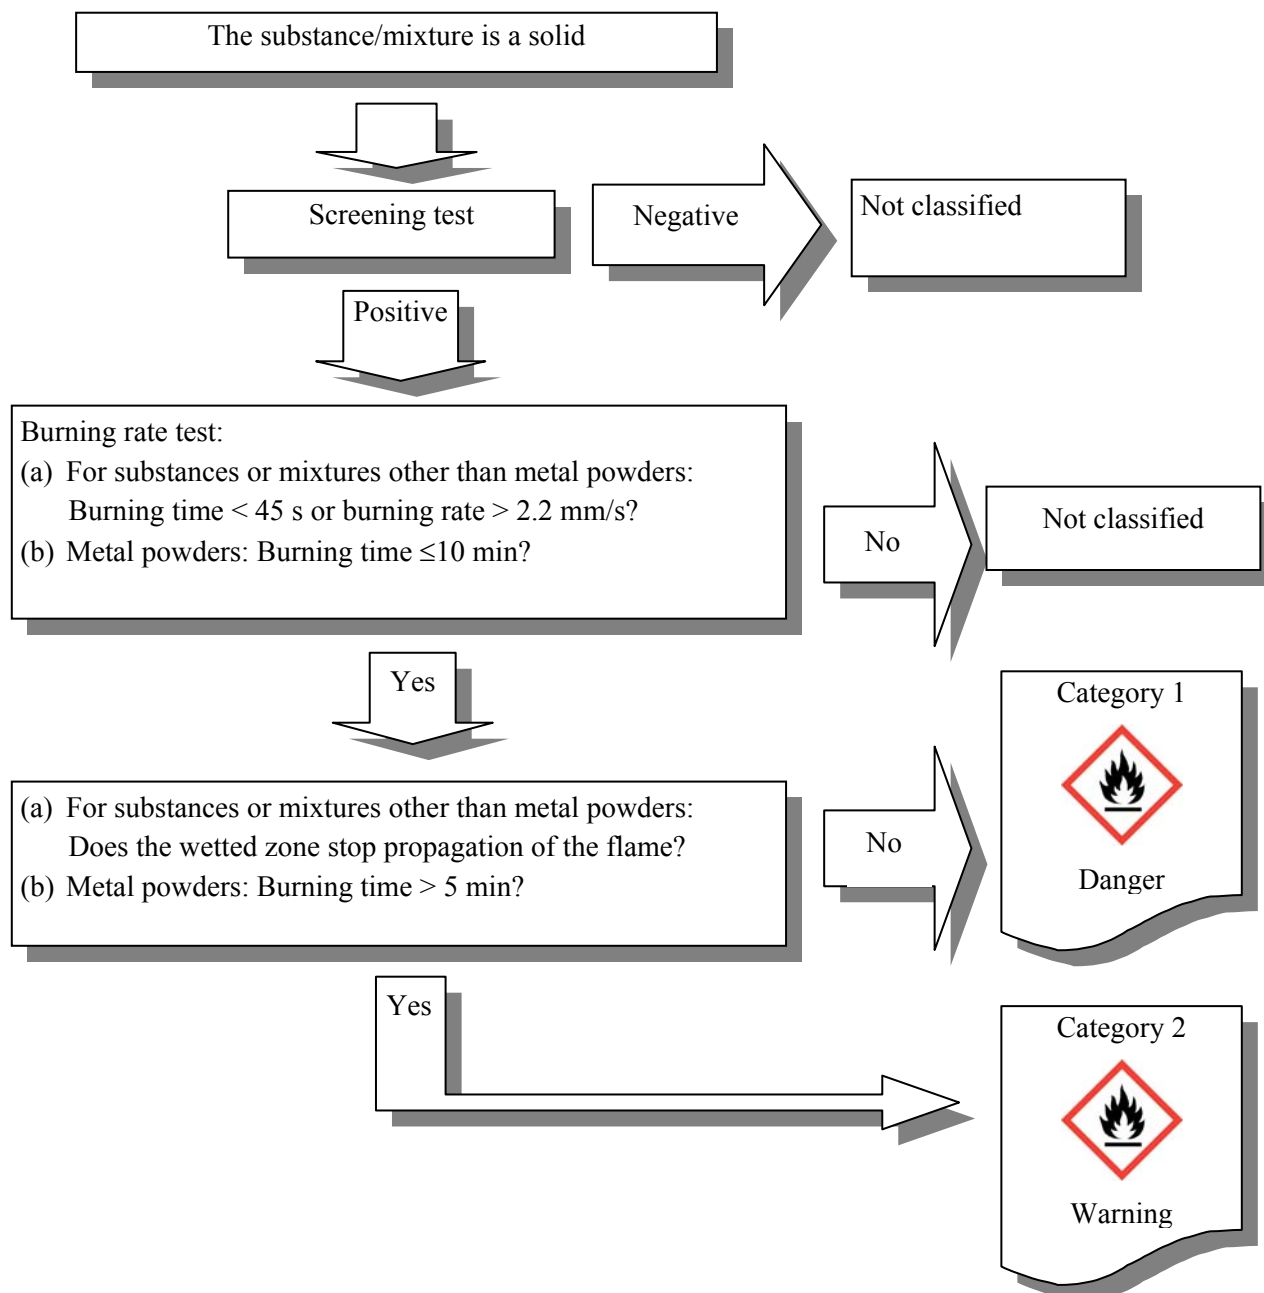 The substance/mixture is a solid
Screening test
Negative
Not classified
Positive
Burning rate test:
(a) For substances or mixtures other than metal powders:
Burning time < 45 s or burning rate > 2.2 mm/s?
(b) Metal powders: Burning time ≤10 min?
No
Not classified
Yes
Category 1
(a) For substances or mixtures other than metal powders:
Does the wetted zone stop propagation of the flame?
(b) Metal powders: Burning time > 5 min?
No
Danger
Yes
Category 2
Warning